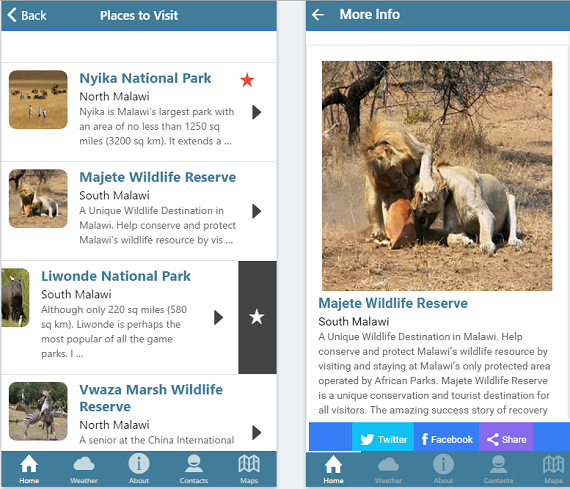 Back
Places to Visit
Nyika National Park
North Malawi
Nyika is Malawi's largest park with
an area of no less than 1250 sq
miles (3200 sq km). It extends a ...
Majete Wildlife Reserve
South Malawi
A Unique Wildlife Destination in
Malawi. Help conserve and protect
Malawi's wildlife resource by vis ...
Liwonde National Park
South Malawi
Although only 220 sq miles (580
sq km), Liwonde is perhaps the
most popular of all the game
parks. I ...
Vwaza Marsh Wildlife
Reserve
North Malawi
A senior at the China International
Home
Weather
About
Contacts
Maps
More Info
Majete Wildlife Reserve
South Malawi
A Unique Wildlife Destination in Malawi. Help
conserve and protect Malawi's wildlife resource by
visiting and staying at Malawi's only protected area
operated by African Parks. Majete Wildlife Reserve
is a unique conservation and tourist destination for
all visitors. The amazing success story of recovery
Twitter
Facebook
Share
Home
Weather
About
Contacts
Maps